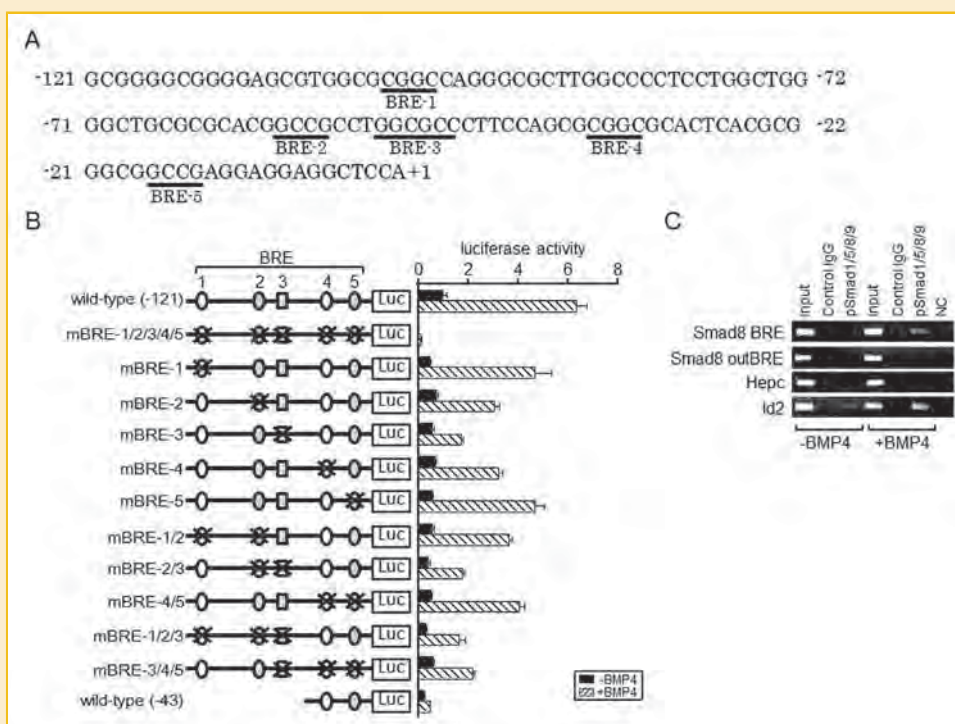 A
-121 GCGGGGCGGGGAGCGTGGCGCGGCCAGGGCGCTTGGCCCCTCCTGGCTGG -72
BRE-1
-71 GGCTGCGCGCACGGCCGCCTGGCGCCCTTCCAGCGCGGCGCACTCACGCG -22
BRE-2 BRE-3 BRE-4
-21 GGCGGCCGAGGAGGAGGCTCCA+1
BRE-5
B
BRE
1 2 3 4 5
luciferase activity
0 2 4 6 8
wild-type (-121) Luc
mBRE-1/2/3/4/5 Luc
mBRE-1 Luc
mBRE-2 Luc
mBRE-3 Luc
mBRE-4 Luc
mBRE-5 Luc
mBRE-1/2 Luc
mBRE-2/3 Luc
mBRE-4/5 Luc
mBRE-1/2/3 Luc
mBRE-3/4/5 Luc
wild-type (-43) Luc
-BMP4
+BMP4
C
Input
Control IgG
pSmad1/5/8/9
Input
Control IgG
pSmad1/5/8/9
NC
Smad8 BRE
Smad8 outBRE
Hepc
Id2
-BMP4 +BMP4